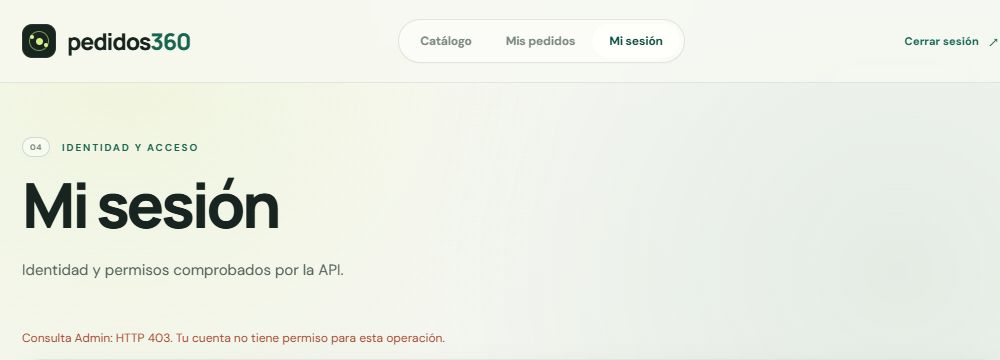 pedidos360
Catálogo
Mis pedidos
Mi sesión
Cerrar sesión ↗
04
IDENTIDAD Y ACCESO
Mi sesión
Identidad y permisos comprobados por la API.
Consulta Admin: HTTP 403. Tu cuenta no tiene permiso para esta operación.